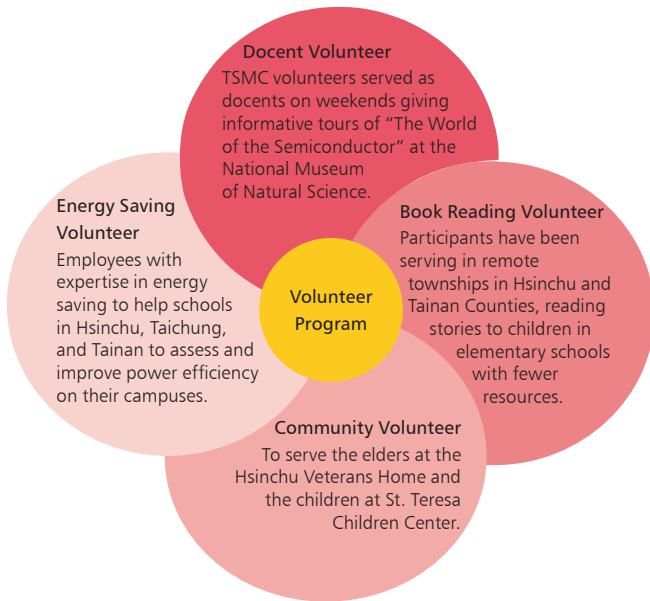 Docent Volunteer
TSMC volunteers served as
docents on weekends giving
informative tours of “The World
of the Semiconductor” at the
National Museum
of Natural Science.
Energy Saving
Volunteer
Employees with
expertise in energy
saving to help schools
in Hsinchu, Taichung,
and Tainan to assess and
improve power efficiency
on their campuses.
Volunteer
Program
Book Reading Volunteer
Participants have been
serving in remote
townships in Hsinchu and
Tainan Counties, reading
stories to children in
elementary schools
with fewer
resources.
Community Volunteer
To serve the elders at the
Hsinchu Veterans Home and
the children at St. Teresa
Children Center.